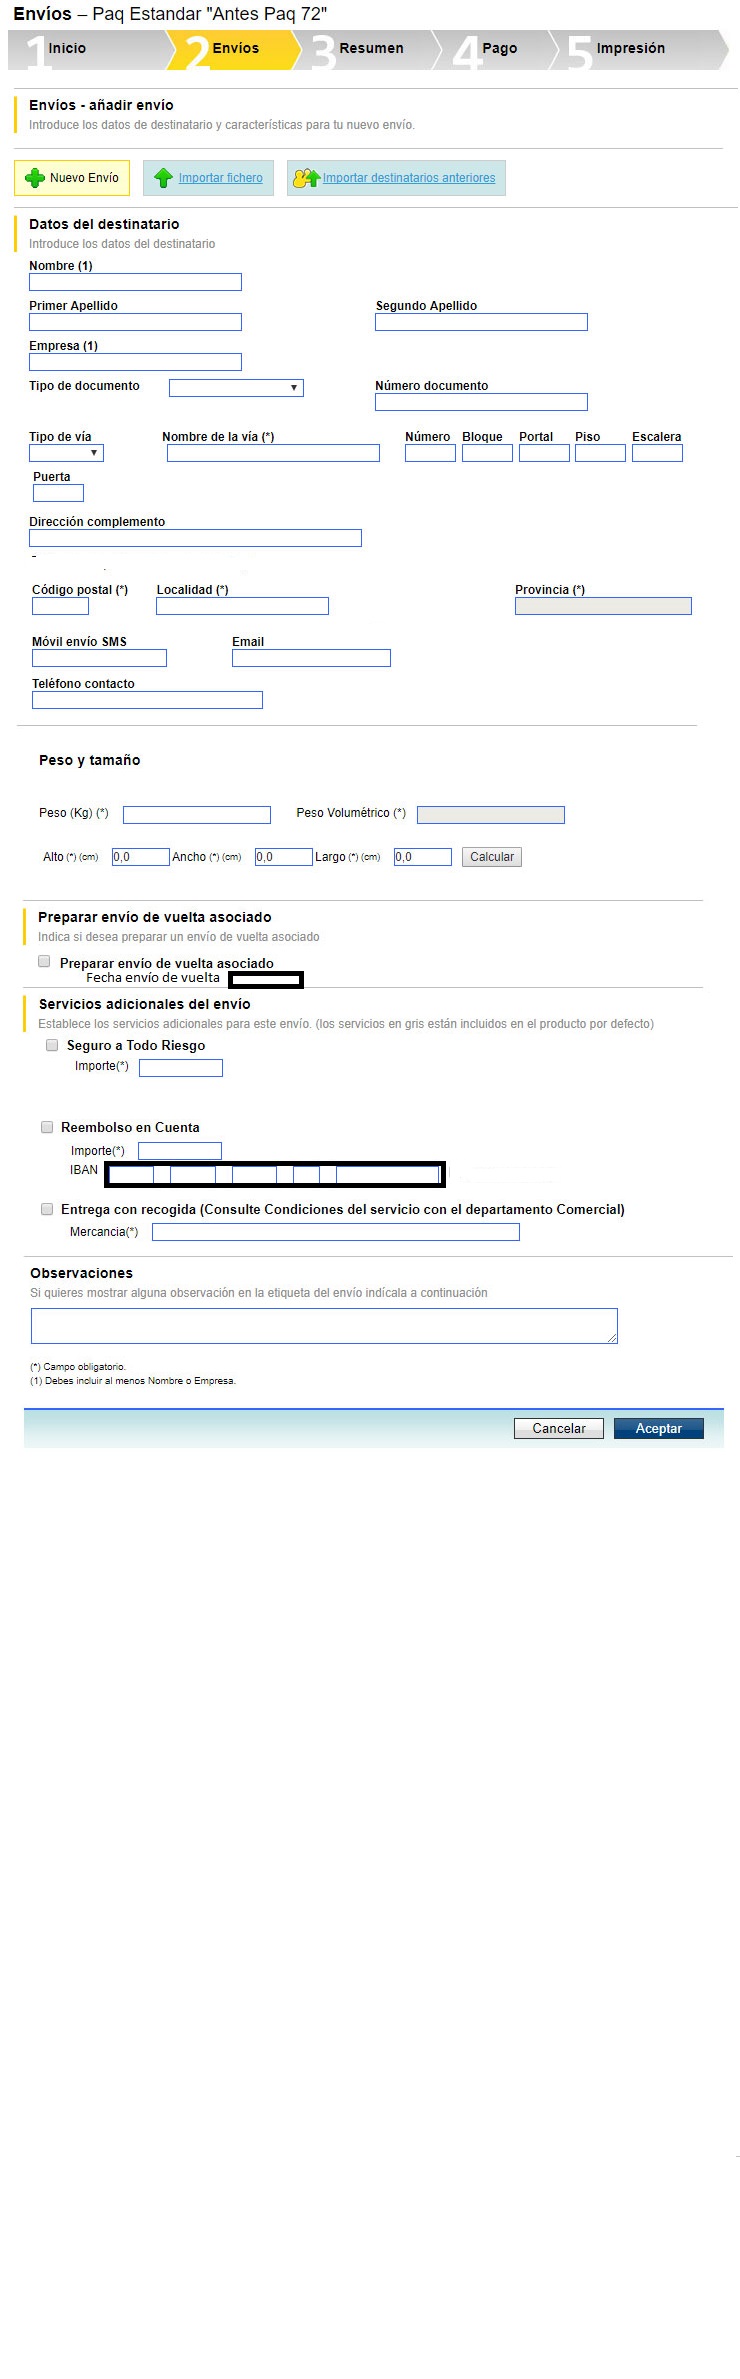 Envíos – Paq Estandar "Antes Paq 72"
1 Inicio 2 Envíos 3 Resumen 4 Pago 5 Impresión
Envíos - añadir envío
Introduce los datos de destinatario y características para tu nuevo envío.
Nuevo Envío Importar fichero Importar destinatarios anteriores
Datos del destinatario
Introduce los datos del destinatario
Nombre (1)
Primer Apellido Segundo Apellido
Empresa (1)
Tipo de documento Número documento
Tipo de vía Nombre de la vía (*) Número Bloque Portal Piso Escalera
Puerta
Dirección complemento
Código postal (*) Localidad (*) Provincia (*)
Móvil envío SMS Email
Teléfono contacto
Peso y tamaño
Peso (Kg) (*) Peso Volumétrico (*)
Alto (*) (cm) 0,0 Ancho (*) (cm) 0,0 Largo (*) (cm) 0,0 Calcular
Preparar envío de vuelta asociado
Indica si desea preparar un envío de vuelta asociado
Preparar envío de vuelta asociado
Fecha envío de vuelta
Servicios adicionales del envío
Establece los servicios adicionales para este envío. (los servicios en gris están incluidos en el producto por defecto)
Seguro a Todo Riesgo
Importe(*)
Reembolso en Cuenta
Importe(*)
IBAN
Entrega con recogida (Consulte Condiciones del servicio con el departamento Comercial)
Mercancia(*)
Observaciones
Si quieres mostrar alguna observación en la etiqueta del envío indícala a continuación
(*) Campo obligatorio.
(1) Debes incluir al menos Nombre o Empresa.
Cancelar Aceptar